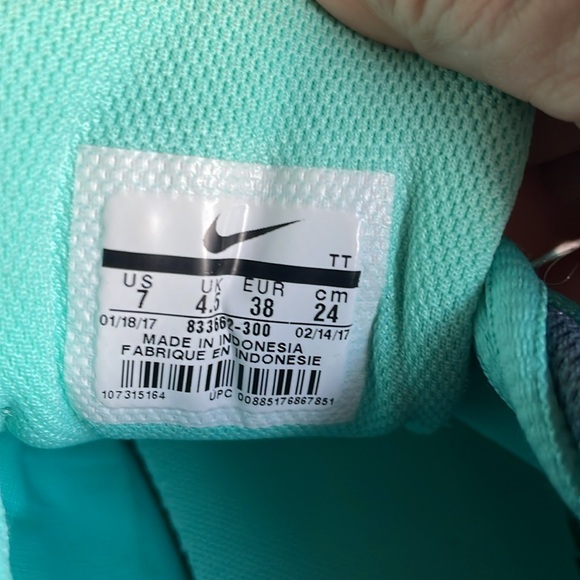 TT
US UK EUR cm
7 4.5 38 24
01/18/17 833662-300 02/14/17
MADE IN INDONESIA
FABRIQUE EN INDONESIE
107315164 UPC 00885176867851